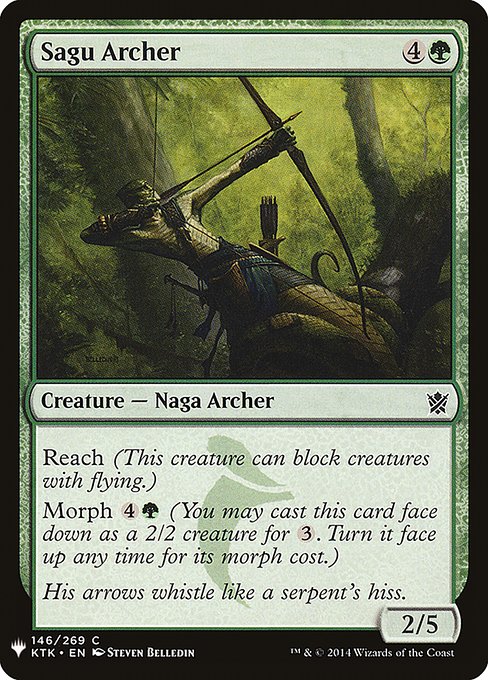 Sagu Archer 4
BELLEDIN
Creature — Naga Archer
Reach (This creature can block creatures
with flying.)
Morph 4 (You may cast this card face
down as a 2/2 creature for 3. Turn it face
up any time for its morph cost.)
His arrows whistle like a serpent's hiss.
2/5
146/269 C
KTK • EN Steven Belledin
™ & © 2014 Wizards of the Coast